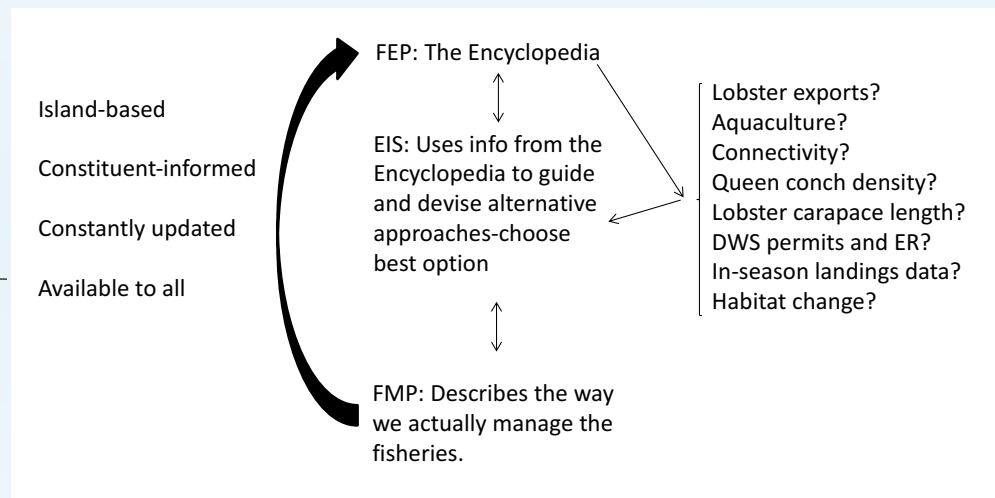 FEP: The Encyclopedia
Island-based
Constituent-informed
Constantly updated
Available to all
EIS: Uses info from the
Encyclopedia to guide
and devise alternative
approaches-choose
best option
FMP: Describes the way
we actually manage the
fisheries.
Lobster exports?
Aquaculture?
Connectivity?
Queen conch density?
Lobster carapace length?
DWS permits and ER?
In-season landings data?
Habitat change?